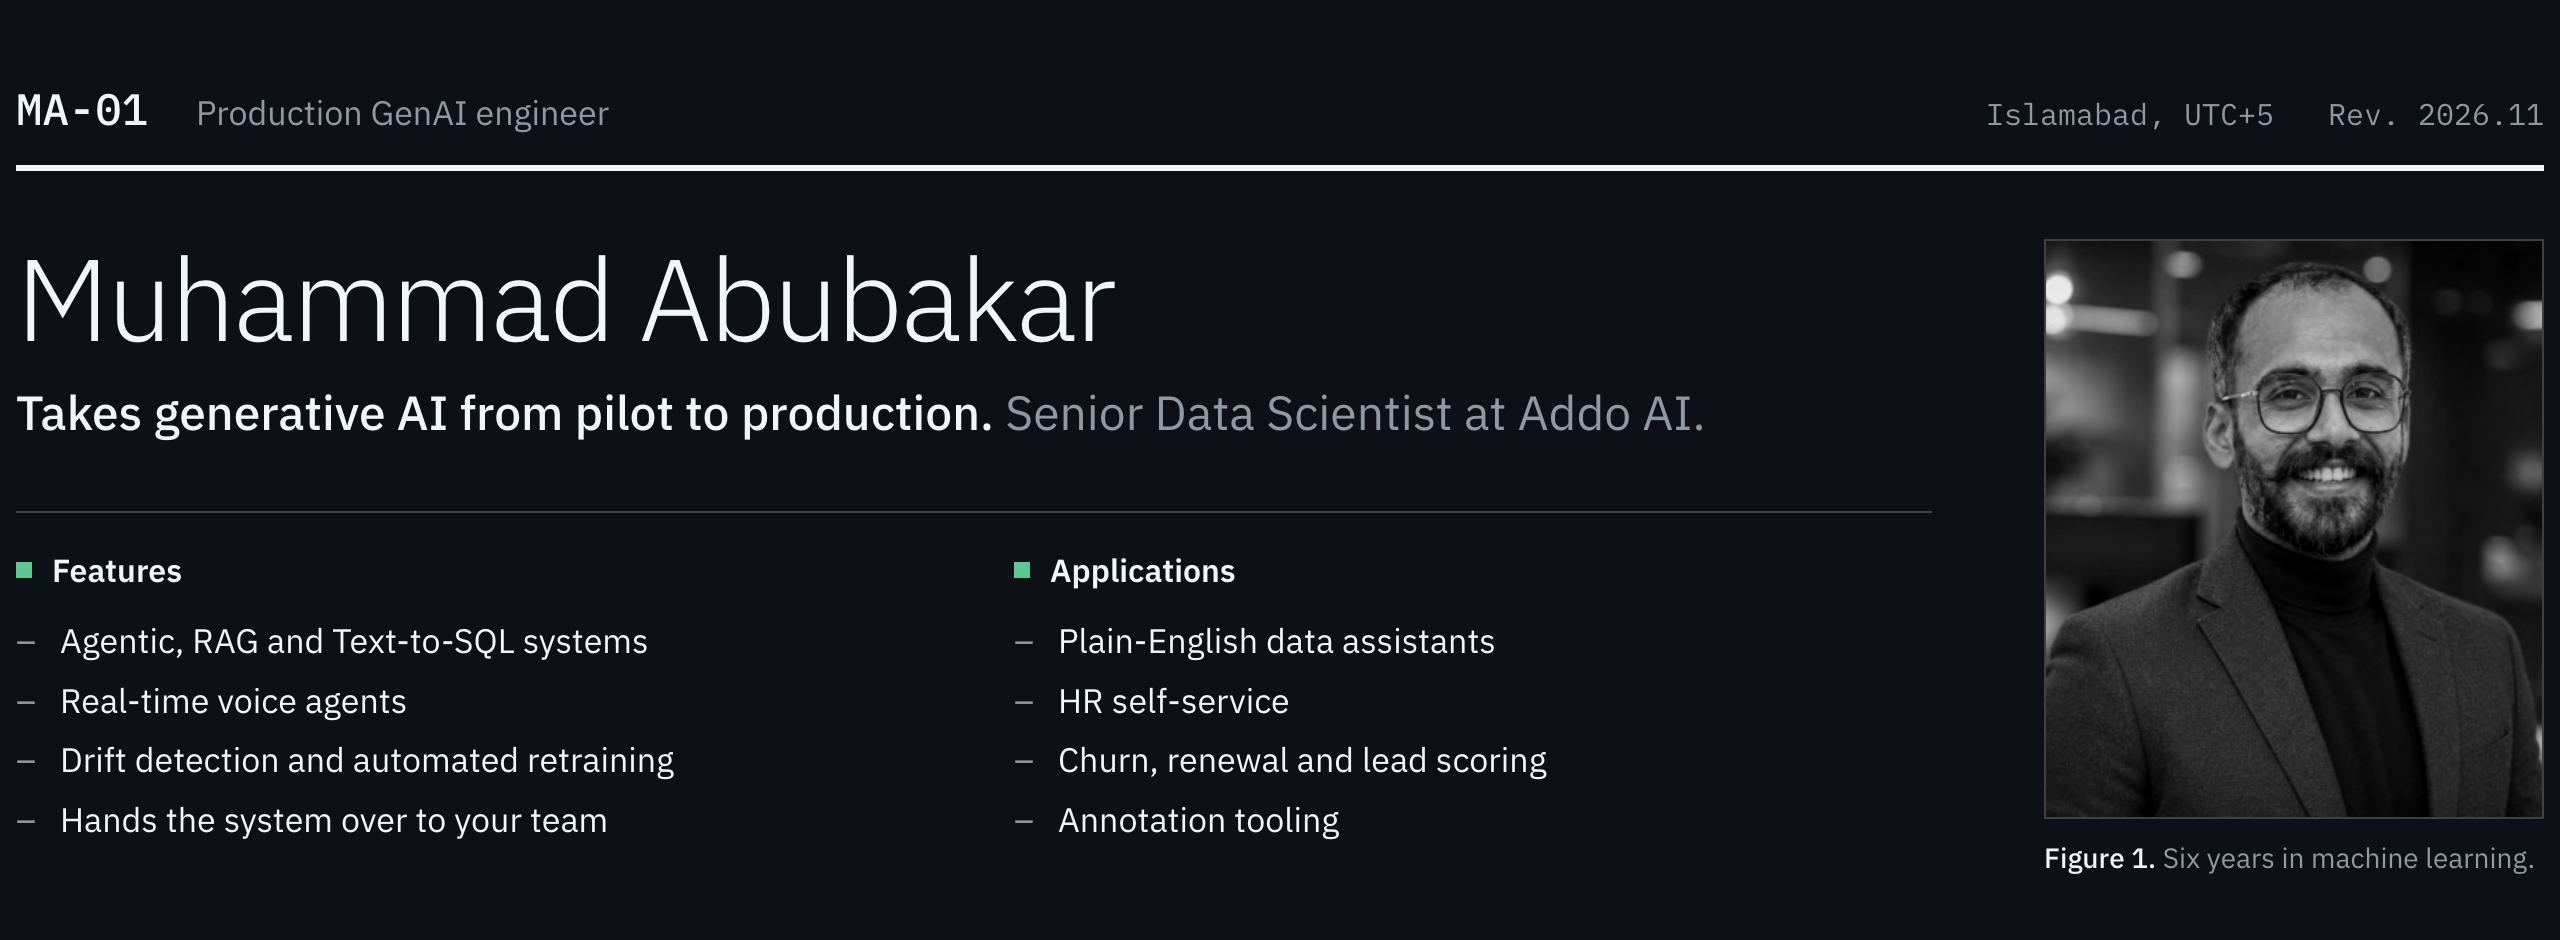 MA-01 Production GenAI engineer Islamabad, UTC+5 Rev. 2026.11
Muhammad Abubakar
Takes generative AI from pilot to production. Senior Data Scientist at Addo AI.
Features
– Agentic, RAG and Text-to-SQL systems
– Real-time voice agents
– Drift detection and automated retraining
– Hands the system over to your team
Applications
– Plain-English data assistants
– HR self-service
– Churn, renewal and lead scoring
– Annotation tooling
Figure 1. Six years in machine learning.